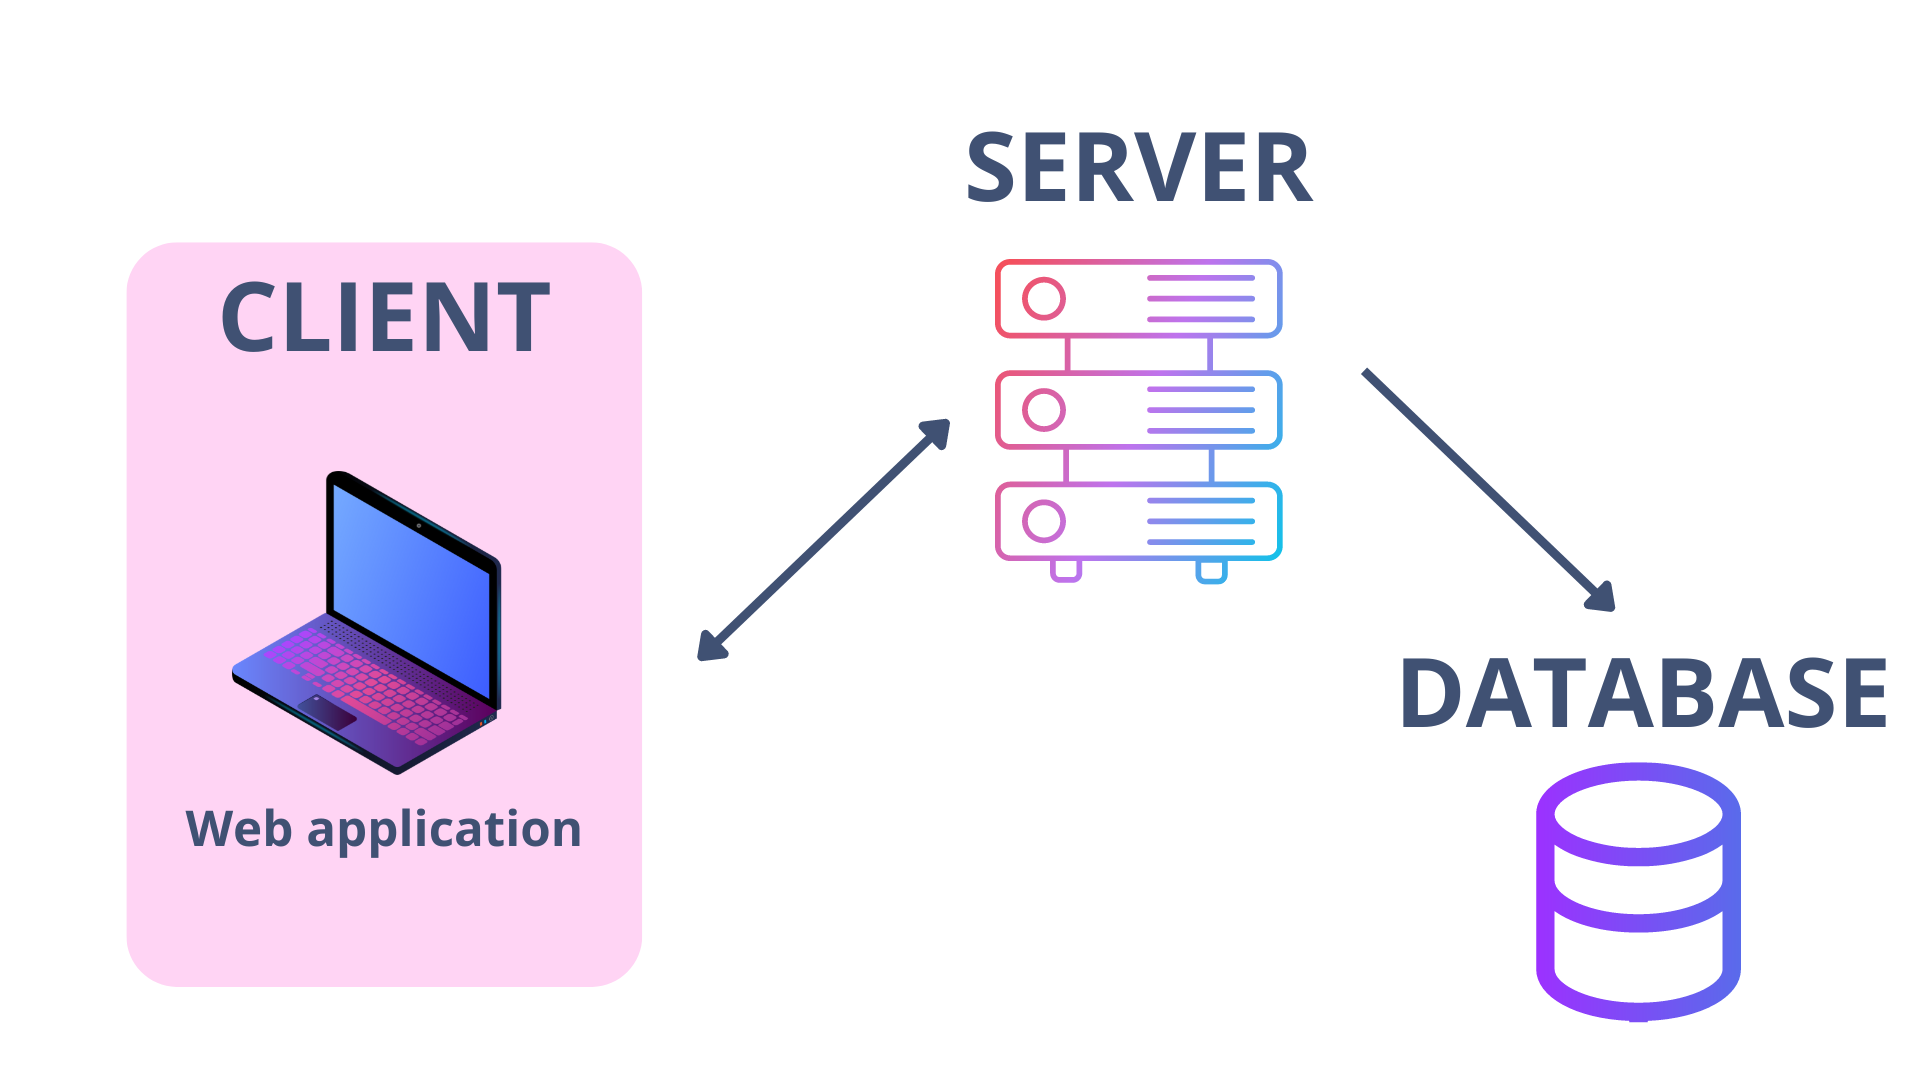 SERVER
CLIENT
Web application
DATABASE